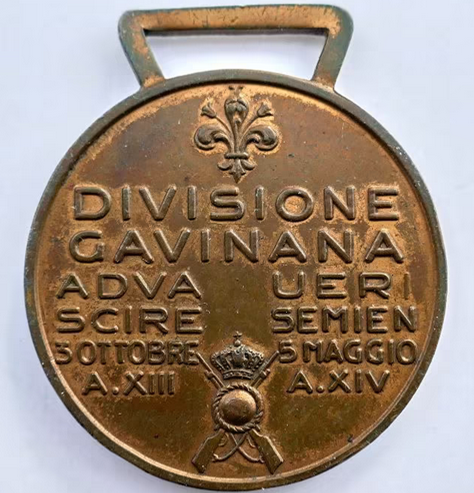 DIVISIONE
GAVINANA
ADVA UERI
SCIRE SEMIEN
3 OTTOBRE 5 MAGGIO
A.XIII A.XIV